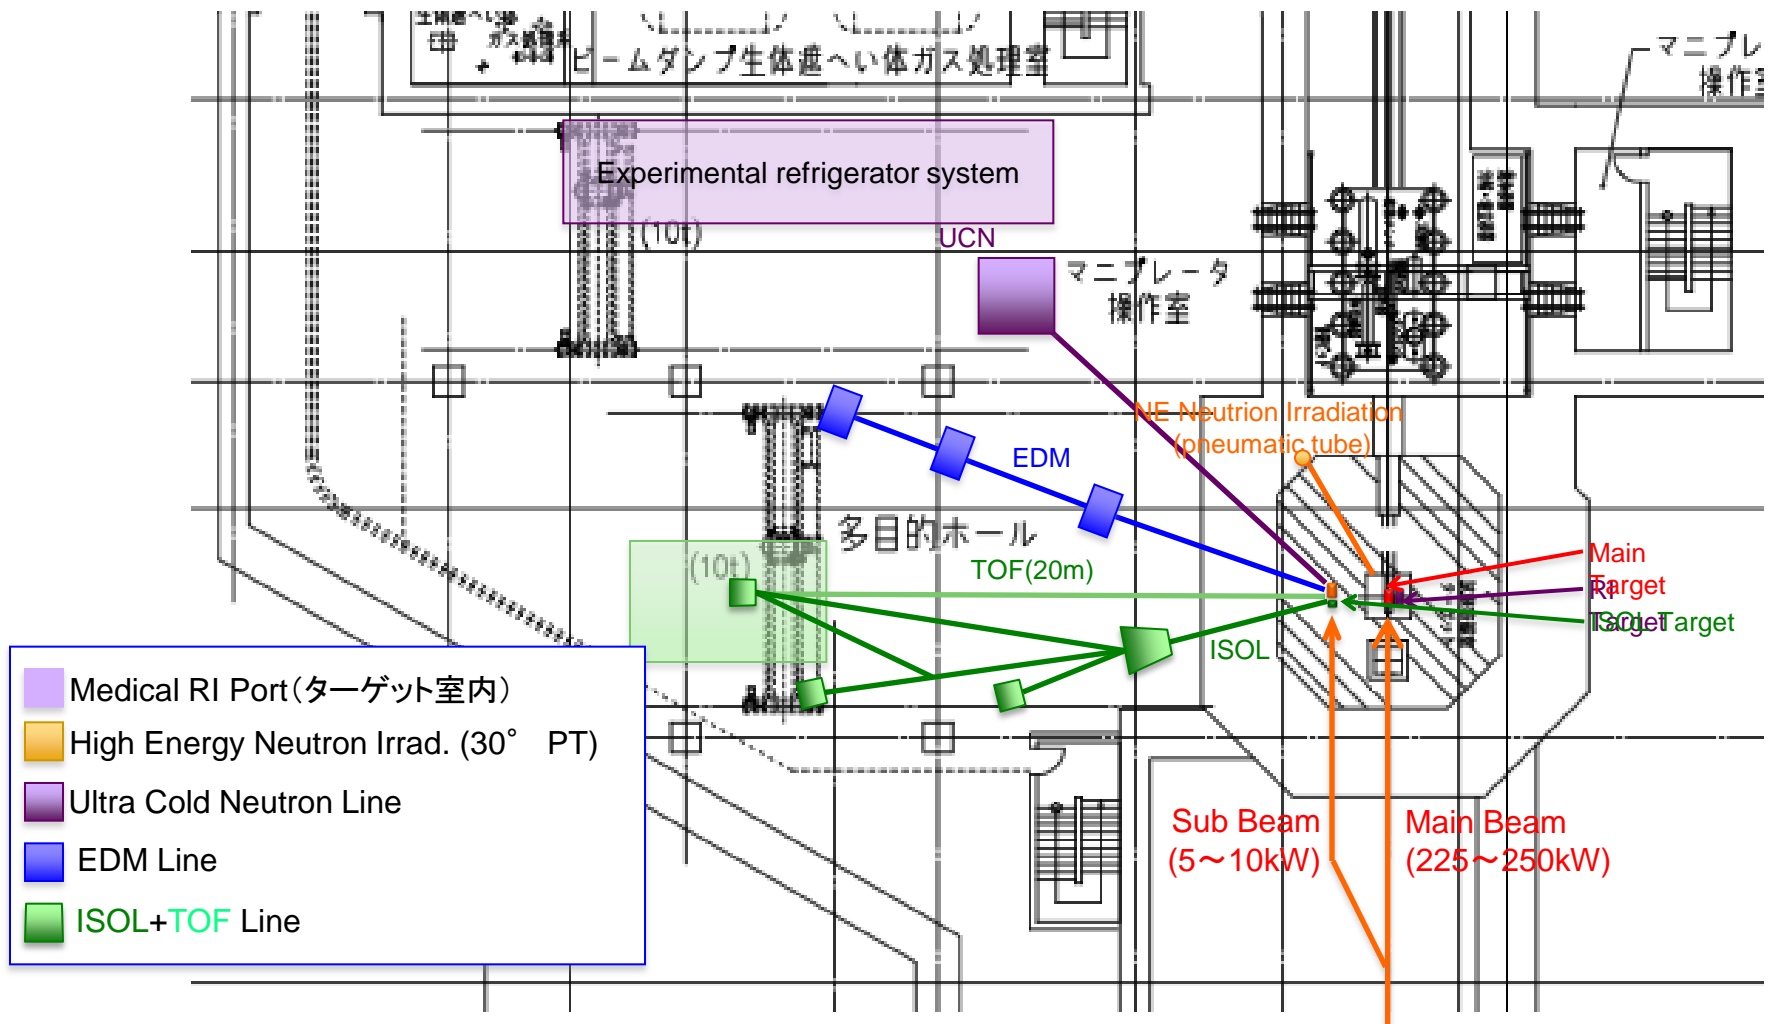 ビームダンプ生体遮へい体ガス処理室
マニプレ
操作室
Experimental refrigerator system
(10t)
UCN
マニプレータ
操作室
NE Neutrion Irradiation
(pneumatic tube)
EDM
多目的ホール
(10t)
TOF(20m)
Main
Target
RI
Target
ISOL Target
ISOL
Medical RI Port(ターゲット室内)
High Energy Neutron Irrad. (30° PT)
Ultra Cold Neutron Line
EDM Line
ISOL+TOF Line
Sub Beam
(5～10kW)
Main Beam
(225～250kW)